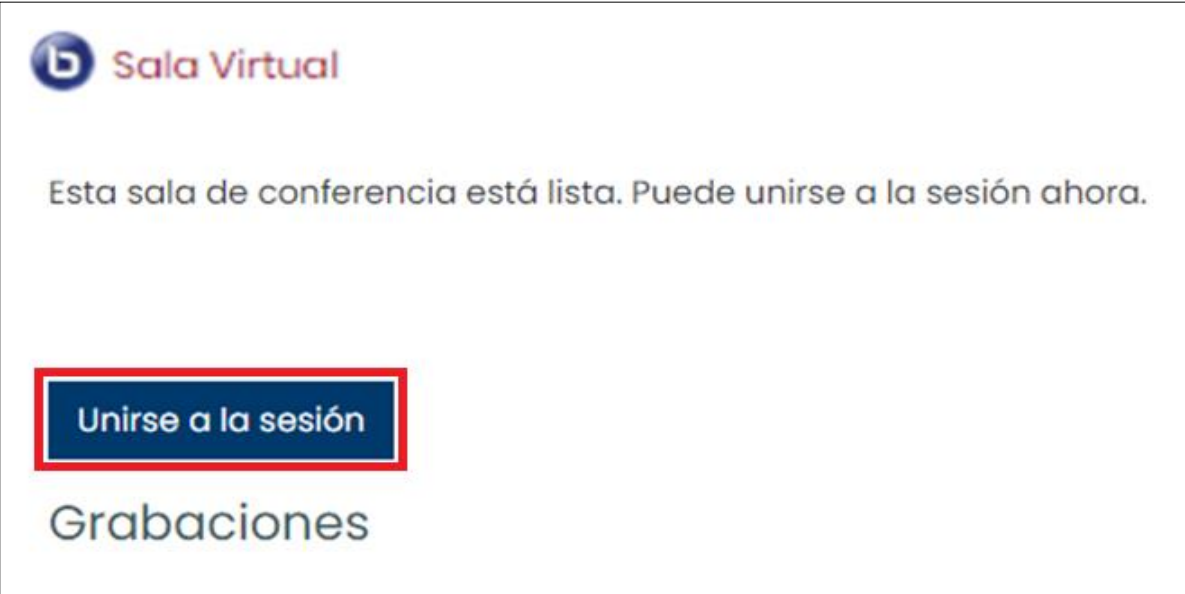 b Sala Virtual
Esta sala de conferencia está lista. Puede unirse a la sesión ahora.
Unirse a la sesión
Grabaciones